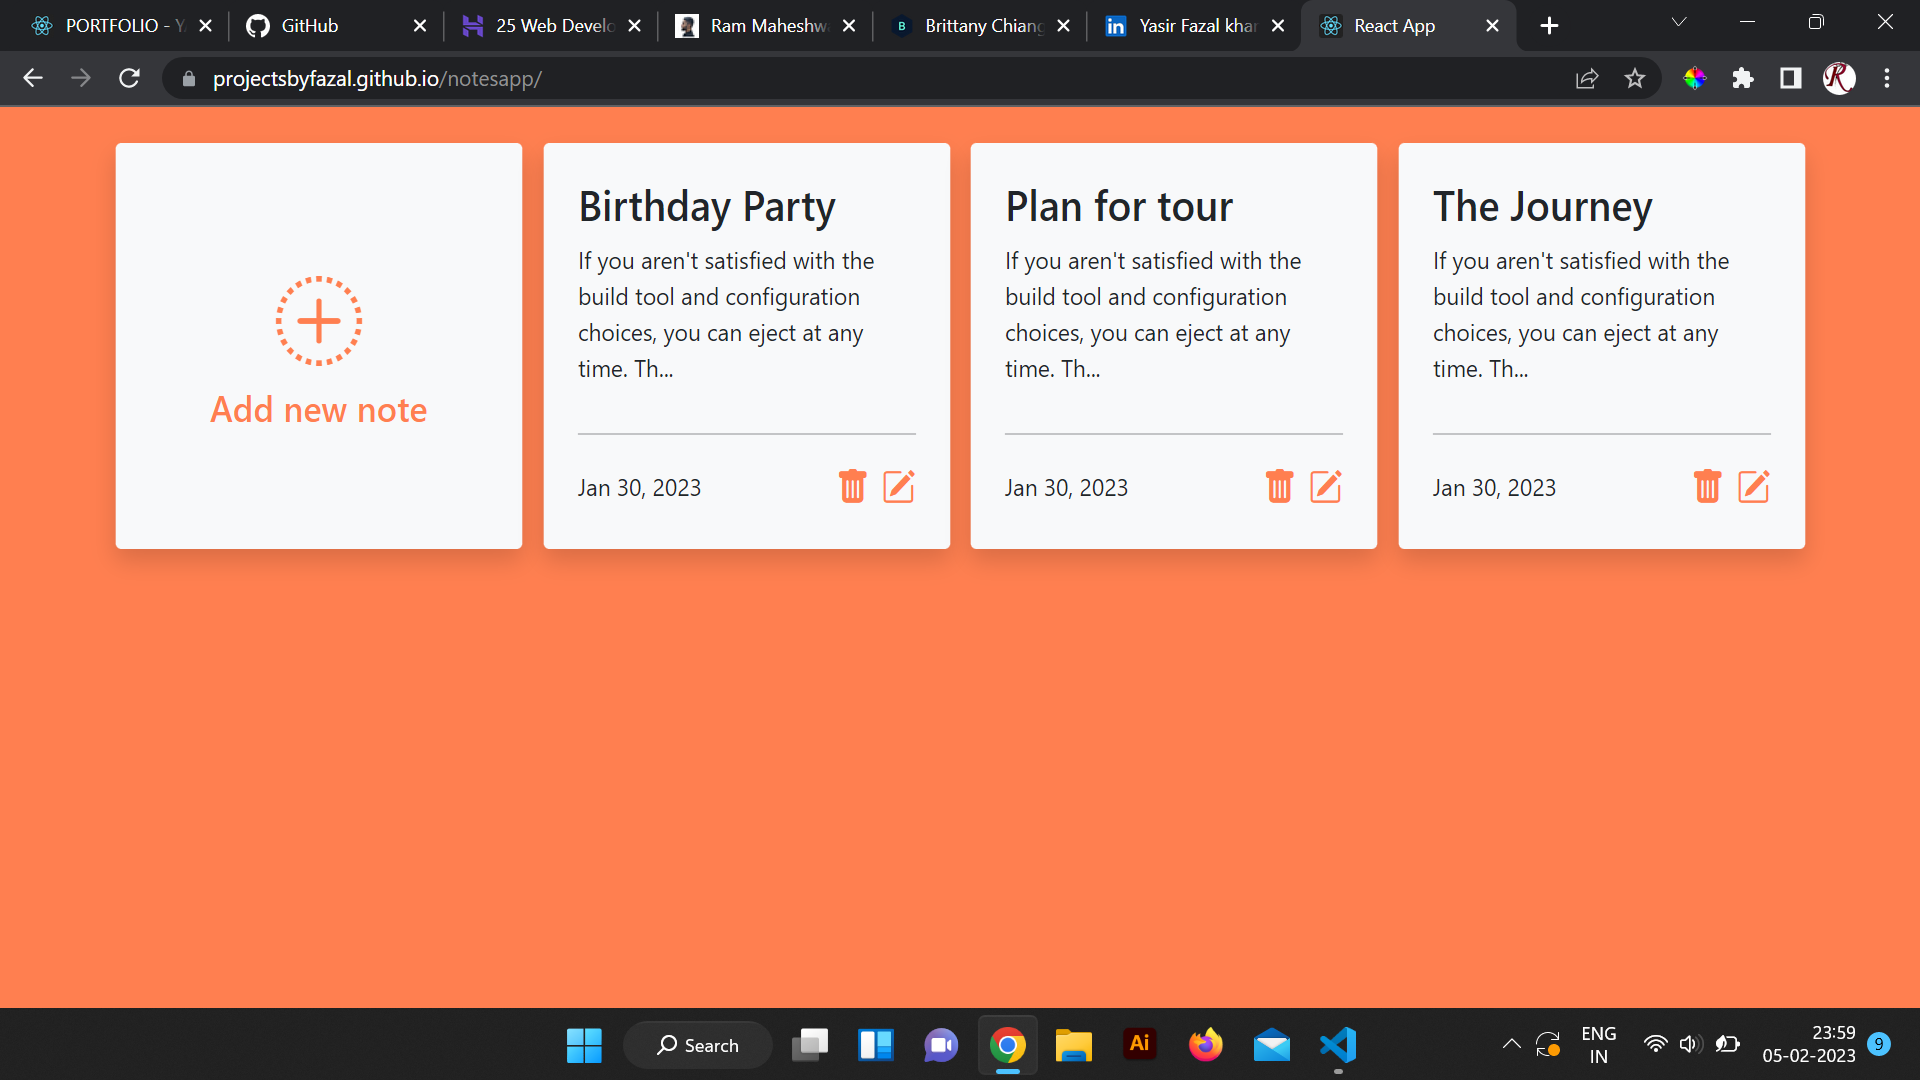 PORTFOLIO - Y
GitHub
25 Web Develo
Ram Maheshw
Brittany Chiang
Yasir Fazal khan
React App
projectsbyfazal.github.io/notesapp/
Add new note
Birthday Party
If you aren't satisfied with the
build tool and configuration
choices, you can eject at any
time. Th...
Jan 30, 2023
Plan for tour
If you aren't satisfied with the
build tool and configuration
choices, you can eject at any
time. Th...
Jan 30, 2023
The Journey
If you aren't satisfied with the
build tool and configuration
choices, you can eject at any
time. Th...
Jan 30, 2023
Search
Ai
ENG
IN
23:59
05-02-2023
9